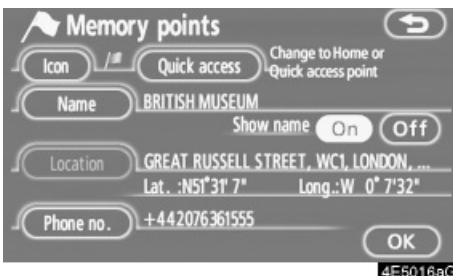 Memory points
Icon
Quick access
Change to Home or
Quick access point
Name
BRITISH MUSEUM
Show name On Off
Location
GREAT RUSSELL STREET, WC1, LONDON, ...
Lat. :N51°31' 7" Long.:W 0° 7'32"
Phone no.
+442076361555
OK
4E5016aG